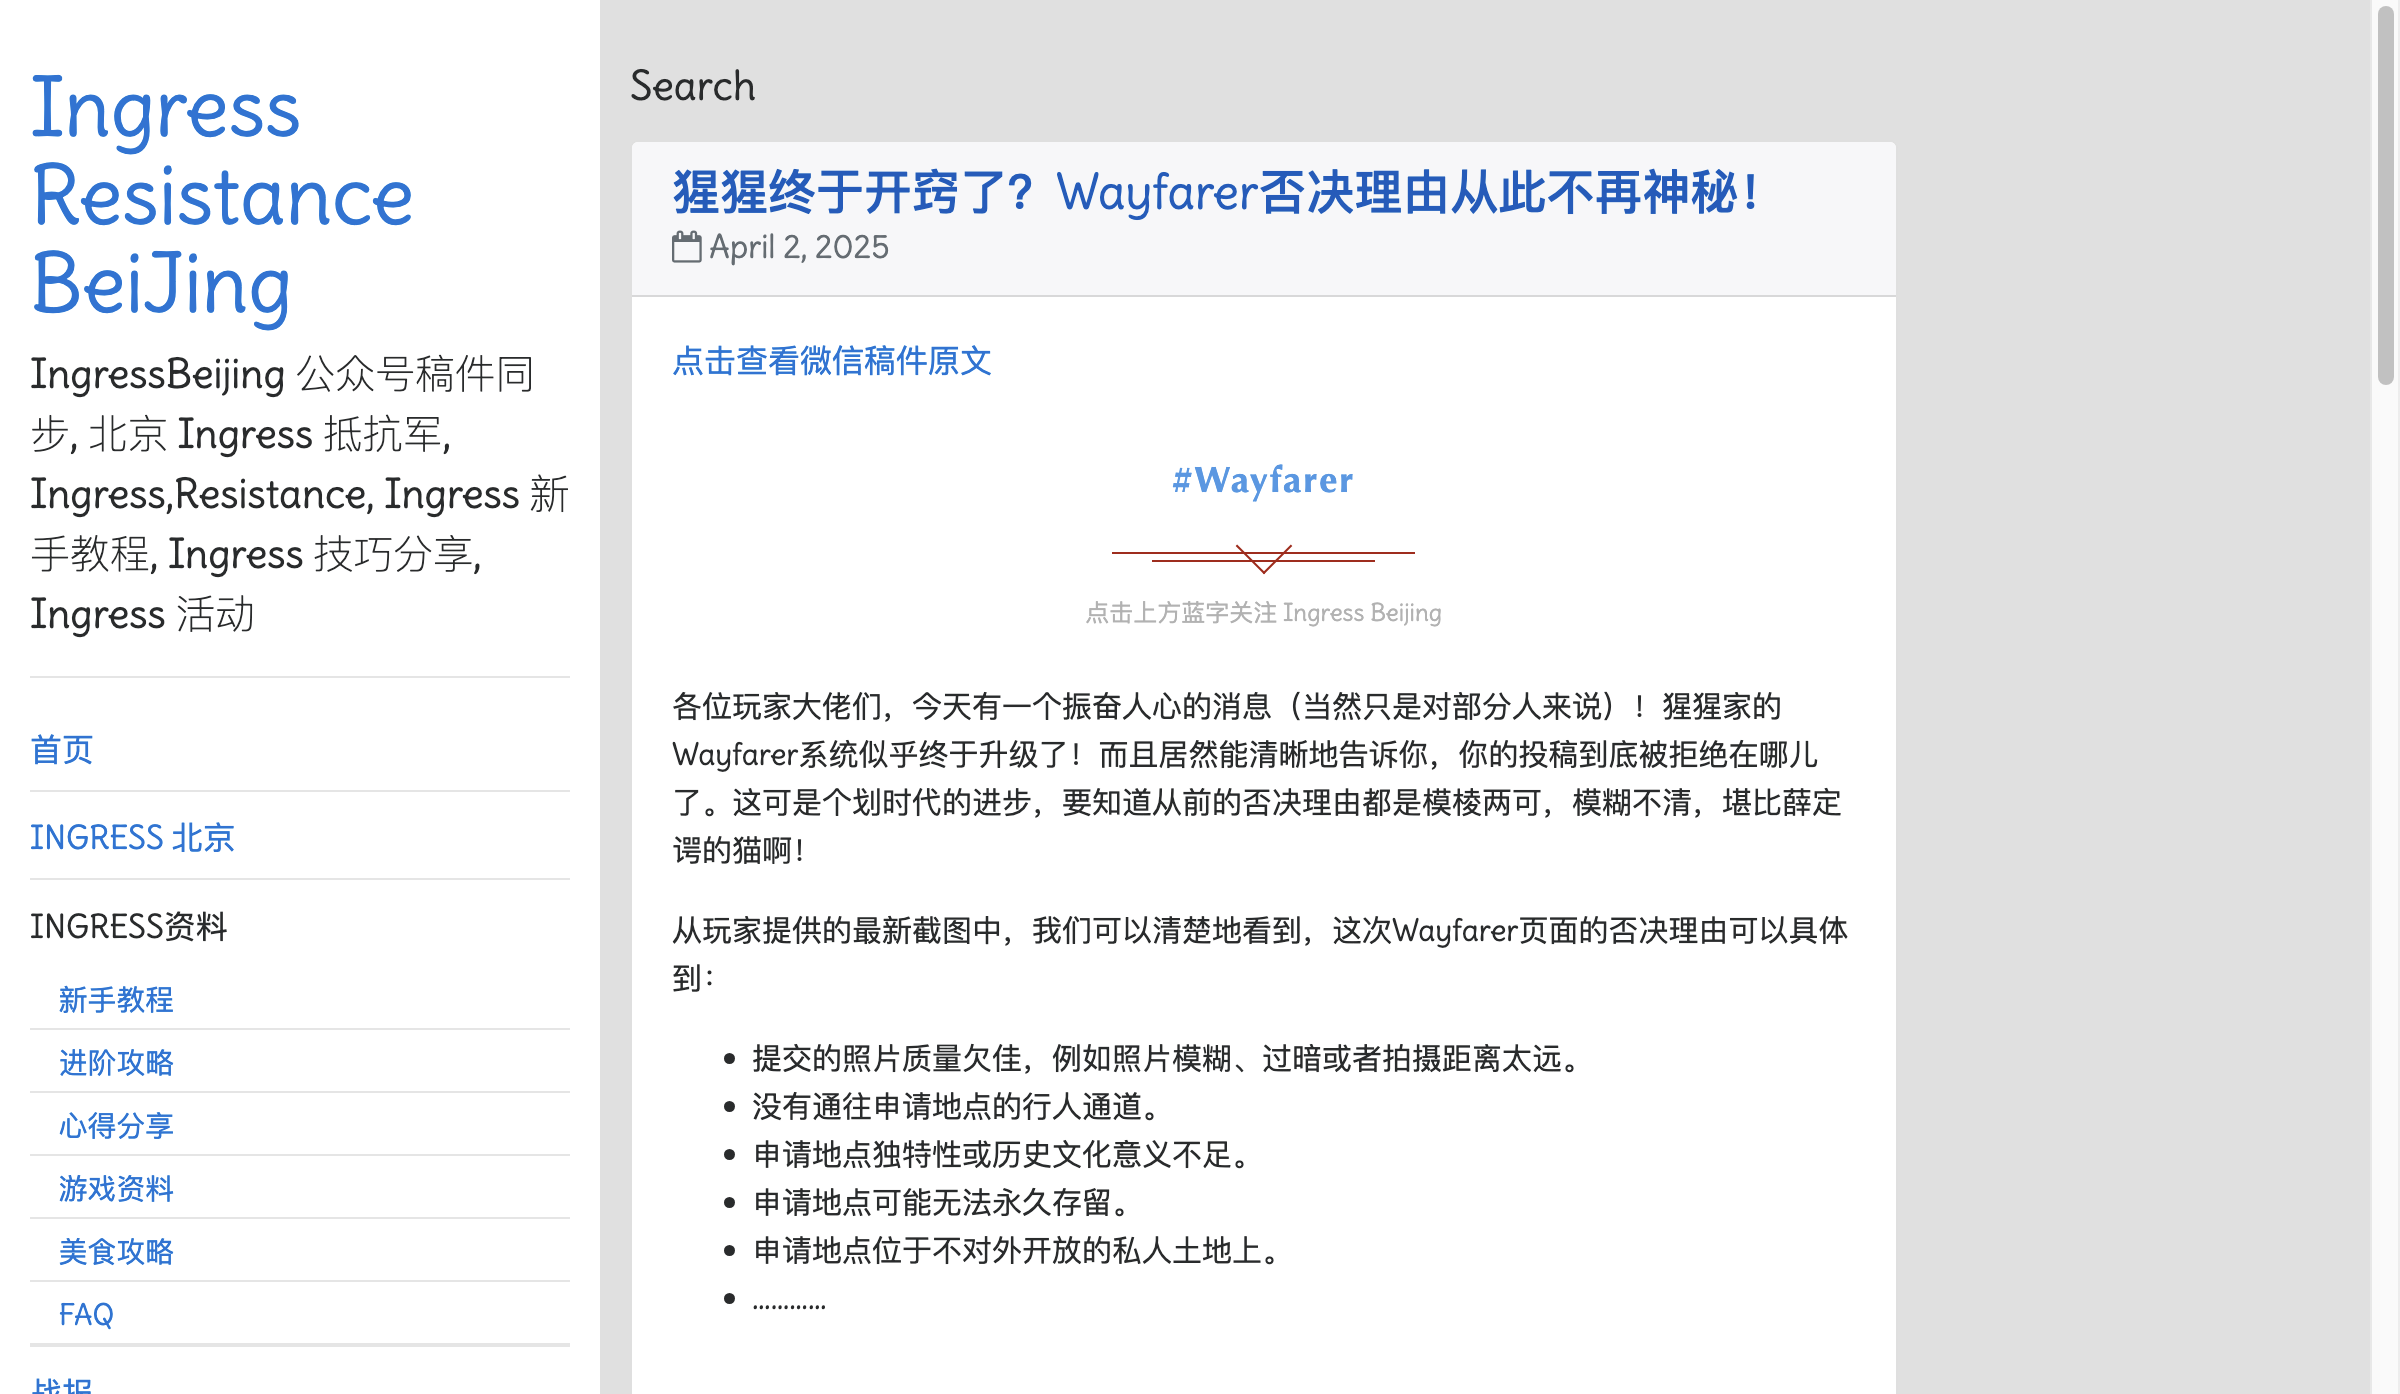 Ingress
Resistance
BeiJing
IngressBeijing 公众号稿件同
步, 北京 Ingress 抵抗军,
Ingress,Resistance, Ingress 新
手教程, Ingress 技巧分享,
Ingress 活动
首页
INGRESS 北京
INGRESS资料
新手教程
进阶攻略
心得分享
游戏资料
美食攻略
FAQ
战报
Search
猩猩终于开窍了？Wayfarer否决理由从此不再神秘！
April 2, 2025
点击查看微信稿件原文
#Wayfarer
点击上方蓝字关注 Ingress Beijing
各位玩家大佬们，今天有一个振奋人心的消息（当然只是对部分人来说）！猩猩家的
Wayfarer系统似乎终于升级了！而且居然能清晰地告诉你，你的投稿到底被拒绝在哪儿
了。这可是个划时代的进步，要知道从前的否决理由都是模棱两可，模糊不清，堪比薛定
谔的猫啊！
从玩家提供的最新截图中，我们可以清楚地看到，这次Wayfarer页面的否决理由可以具体
到：
提交的照片质量欠佳，例如照片模糊、过暗或者拍摄距离太远。
没有通往申请地点的行人通道。
申请地点独特性或历史文化意义不足。
申请地点可能无法永久存留。
申请地点位于不对外开放的私人土地上。
…………